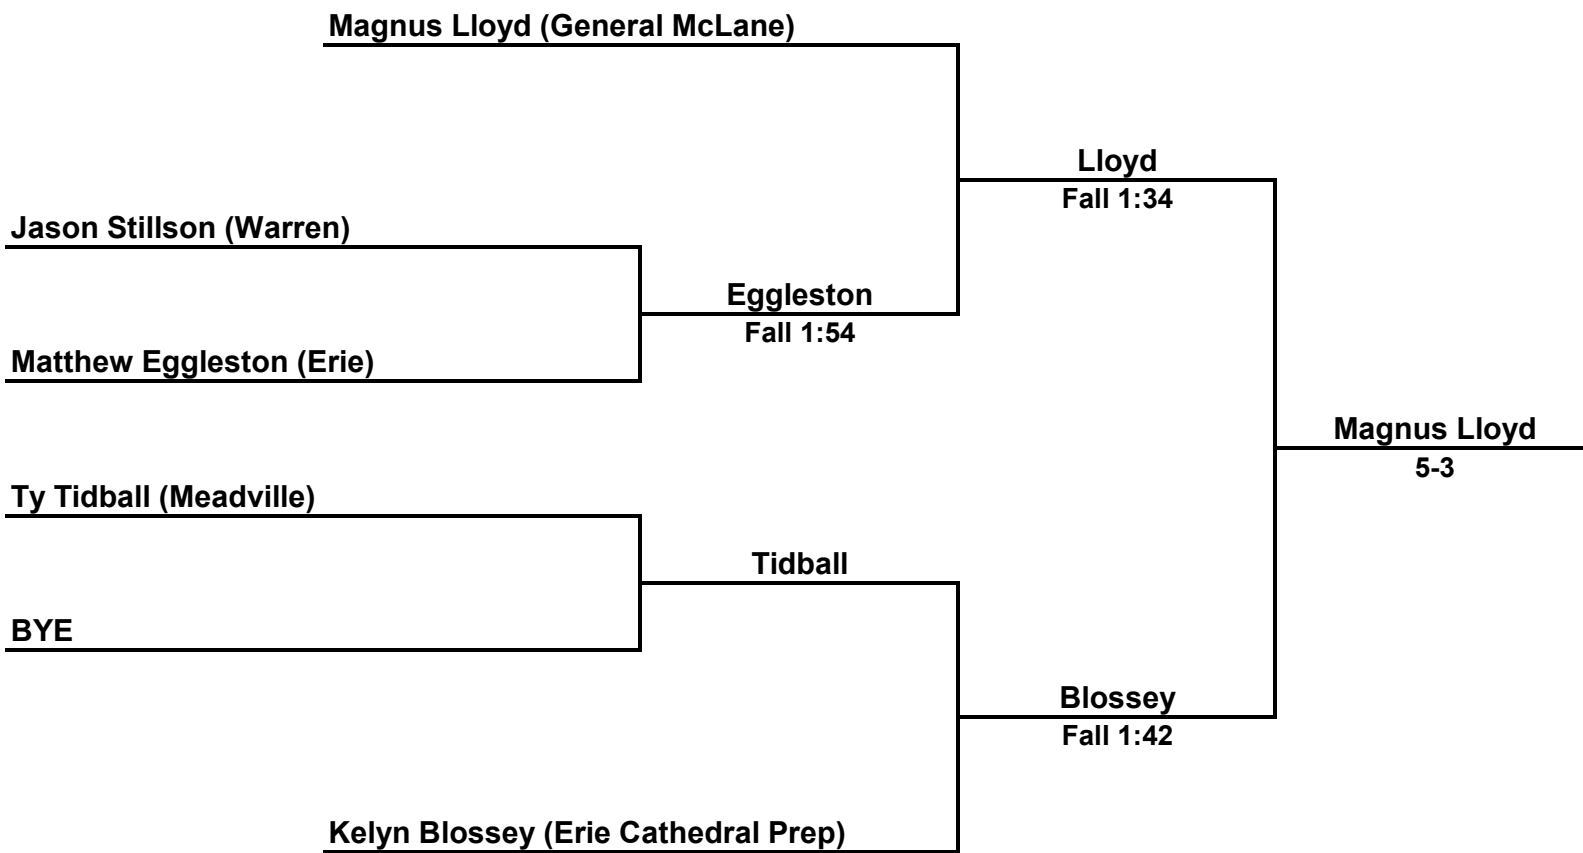 Magnus Lloyd (General McLane)
Lloyd
Fall 1:34
Jason Stillson (Warren)
Eggleston
Fall 1:54
Matthew Eggleston (Erie)
Magnus Lloyd
5-3
Ty Tidball (Meadville)
Tidball
BYE
Blossey
Fall 1:42
Kelyn Blossey (Erie Cathedral Prep)